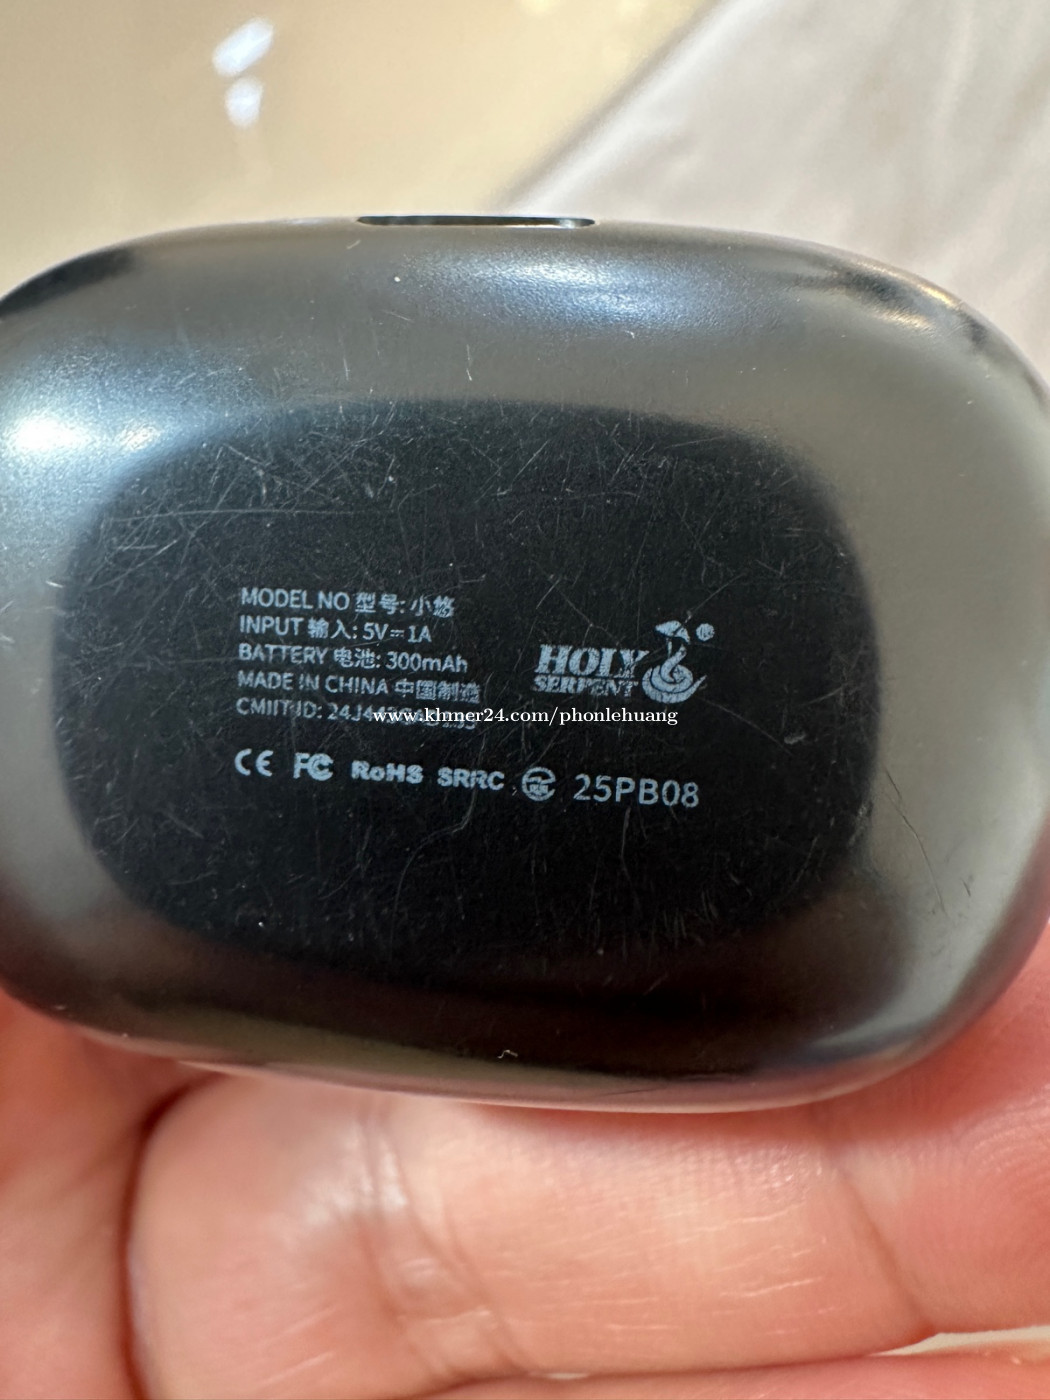 MODEL NO 型号: 小悠
INPUT 输入: 5V⎓1A
BATTERY 电池: 300mAh
MADE IN CHINA 中国制造
CMIIT ID:
HOLY
SERPENT
www.khmer24.com/phonlehuang
CE FC RoHS SRRC 25PB08